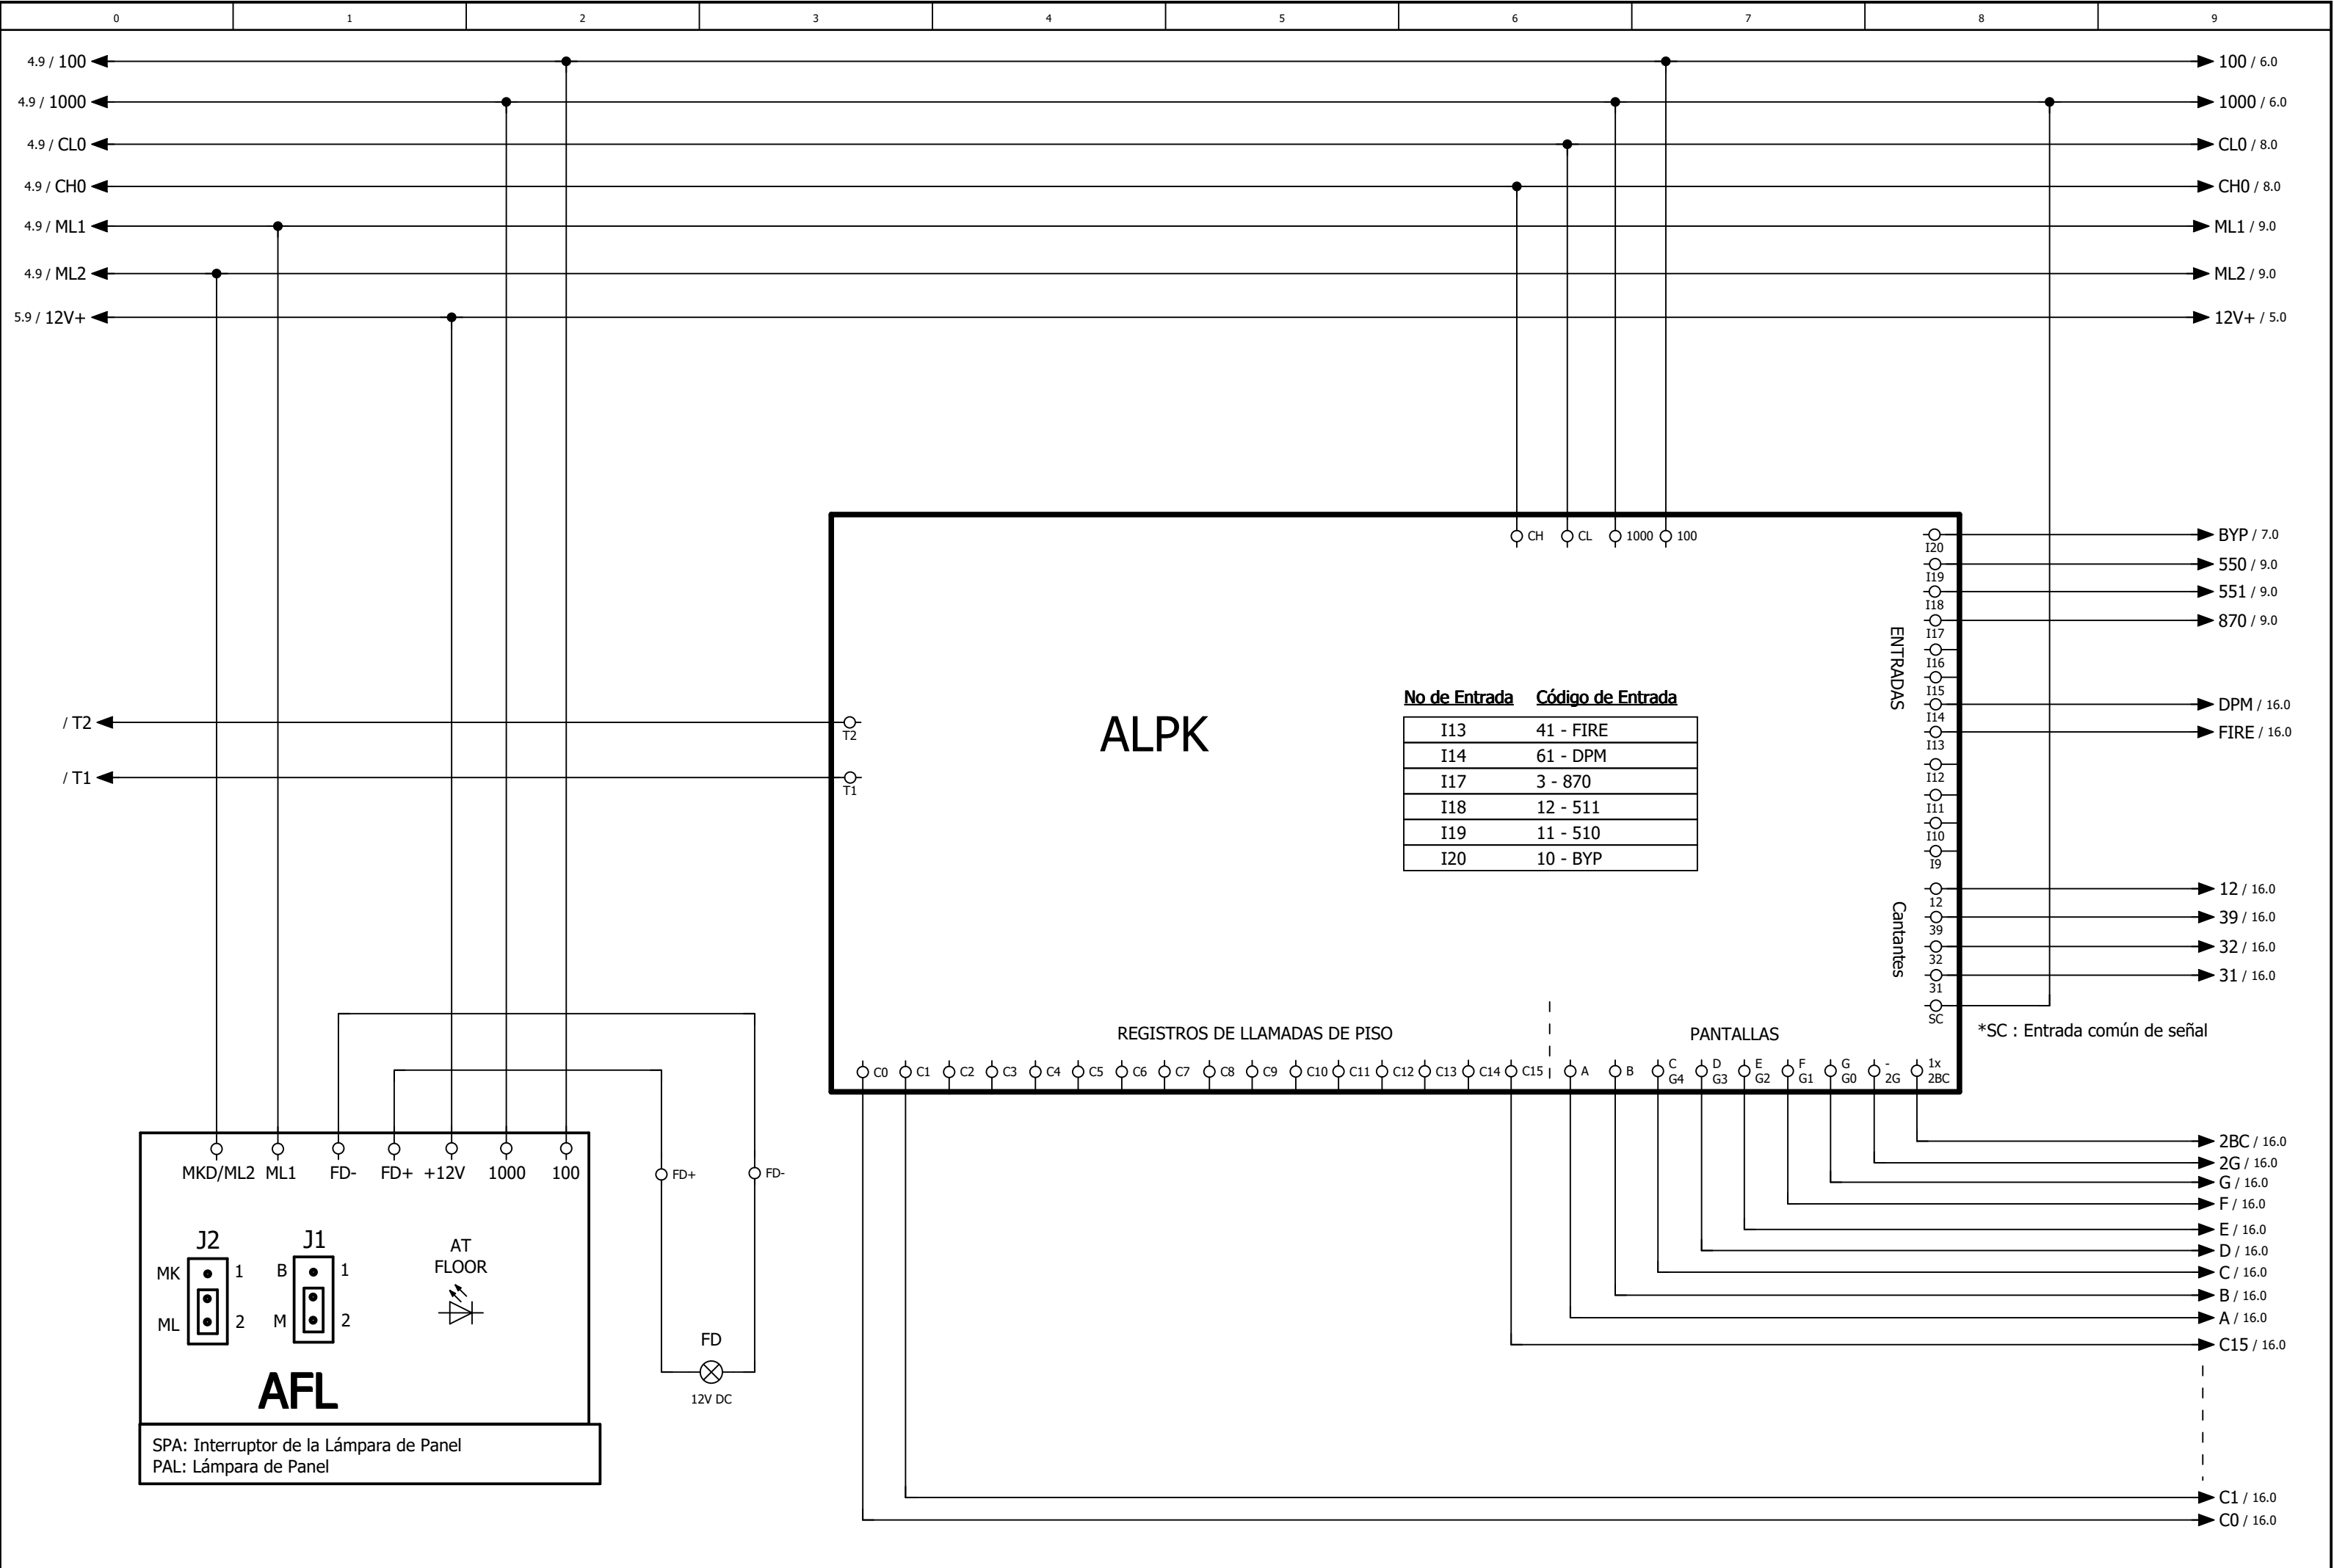 0 1 2 3 4 5 6 7 8 9
4.9 / 100
100 / 6.0
4.9 / 1000
1000 / 6.0
4.9 / CL0
CL0 / 8.0
4.9 / CH0
CH0 / 8.0
4.9 / ML1
ML1 / 9.0
4.9 / ML2
ML2 / 9.0
5.9 / 12V+
12V+ / 5.0
CH CL 1000 100
I20
BYP / 7.0
I19
550 / 9.0
I18
551 / 9.0
I17
870 / 9.0
I16
I15
I14
DPM / 16.0
I13
FIRE / 16.0
I12
I11
I10
I9
ENTRADAS
/ T2
T2
/ T1
T1
ALPK
No de Entrada Código de Entrada
I13 41 - FIRE
I14 61 - DPM
I17 3 - 870
I18 12 - 511
I19 11 - 510
I20 10 - BYP
Cantantes
12
12 / 16.0
39
39 / 16.0
32
32 / 16.0
31
31 / 16.0
SC
*SC : Entrada común de señal
REGISTROS DE LLAMADAS DE PISO
PANTALLAS
C0 C1 C2 C3 C4 C5 C6 C7 C8 C9 C10 C11 C12 C13 C14 C15 A B
C D E F G - 1x
G4 G3 G2 G1 G0 2G 2BC
2BC / 16.0
2G / 16.0
G / 16.0
F / 16.0
E / 16.0
D / 16.0
C / 16.0
B / 16.0
A / 16.0
C15 / 16.0
C1 / 16.0
C0 / 16.0
MKD/ML2 ML1 FD- FD+ +12V 1000 100
FD+ FD-
J2
MK 1
ML 2
J1
B 1
M 2
AT
FLOOR
FD
12V DC
AFL
SPA: Interruptor de la Lámpara de Panel
PAL: Lámpara de Panel